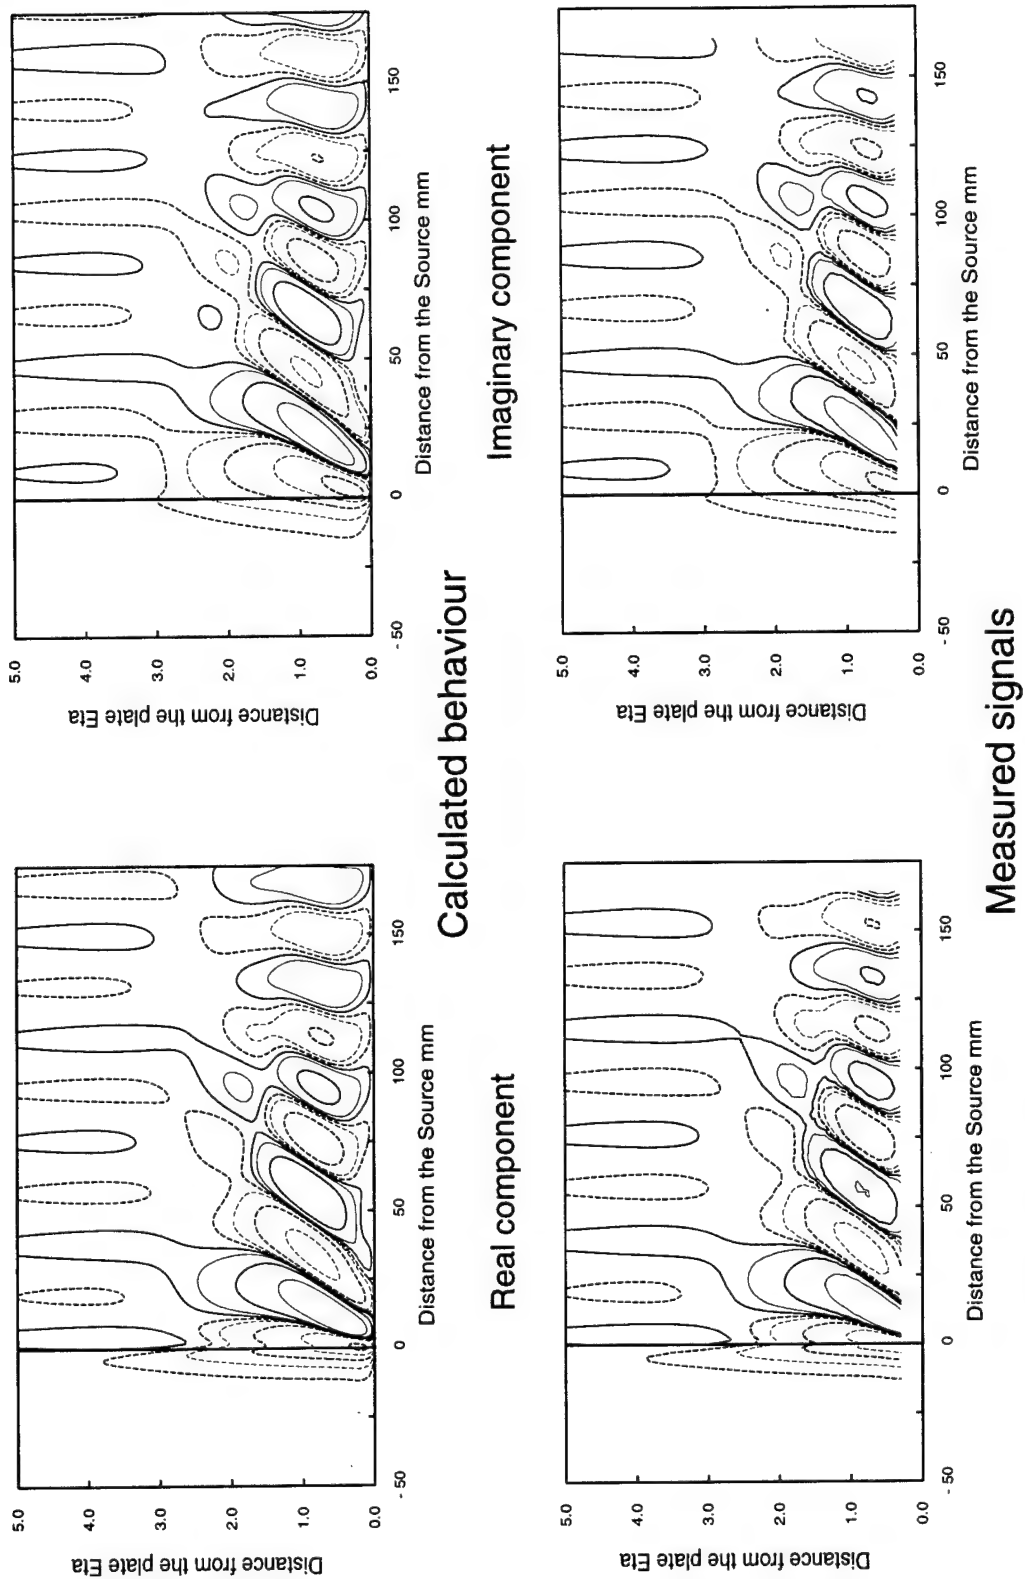 Distance from the plate Eta
5.0
4.0
3.0
2.0
1.0
0.0
- 50 0 50 100 150
Distance from the Source mm
Distance from the plate Eta
5.0
4.0
3.0
2.0
1.0
0.0
- 50 0 50 100 150
Distance from the Source mm
Calculated behaviour
Real component
Imaginary component
Distance from the plate Eta
5.0
4.0
3.0
2.0
1.0
0.0
- 50 0 50 100 150
Distance from the Source mm
Distance from the plate Eta
5.0
4.0
3.0
2.0
1.0
0.0
- 50 0 50 100 150
Distance from the Source mm
Measured signals